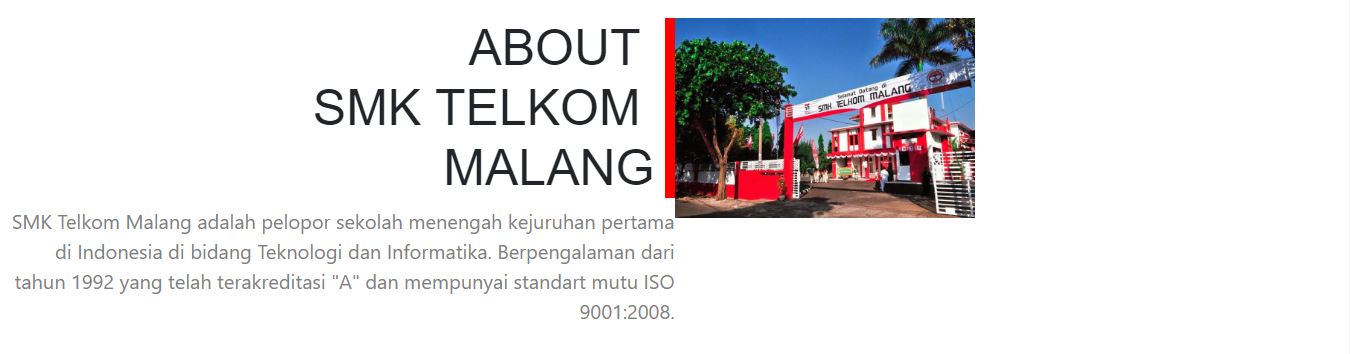 ABOUT
SMK TELKOM
MALANG
Selamat Datang di
SMK TELKOM MALANG
SMK Telkom Malang adalah pelopor sekolah menengah kejuruhan pertama
di Indonesia di bidang Teknologi dan Informatika. Berpengalaman dari
tahun 1992 yang telah terakreditasi "A" dan mempunyai standart mutu ISO
9001:2008.